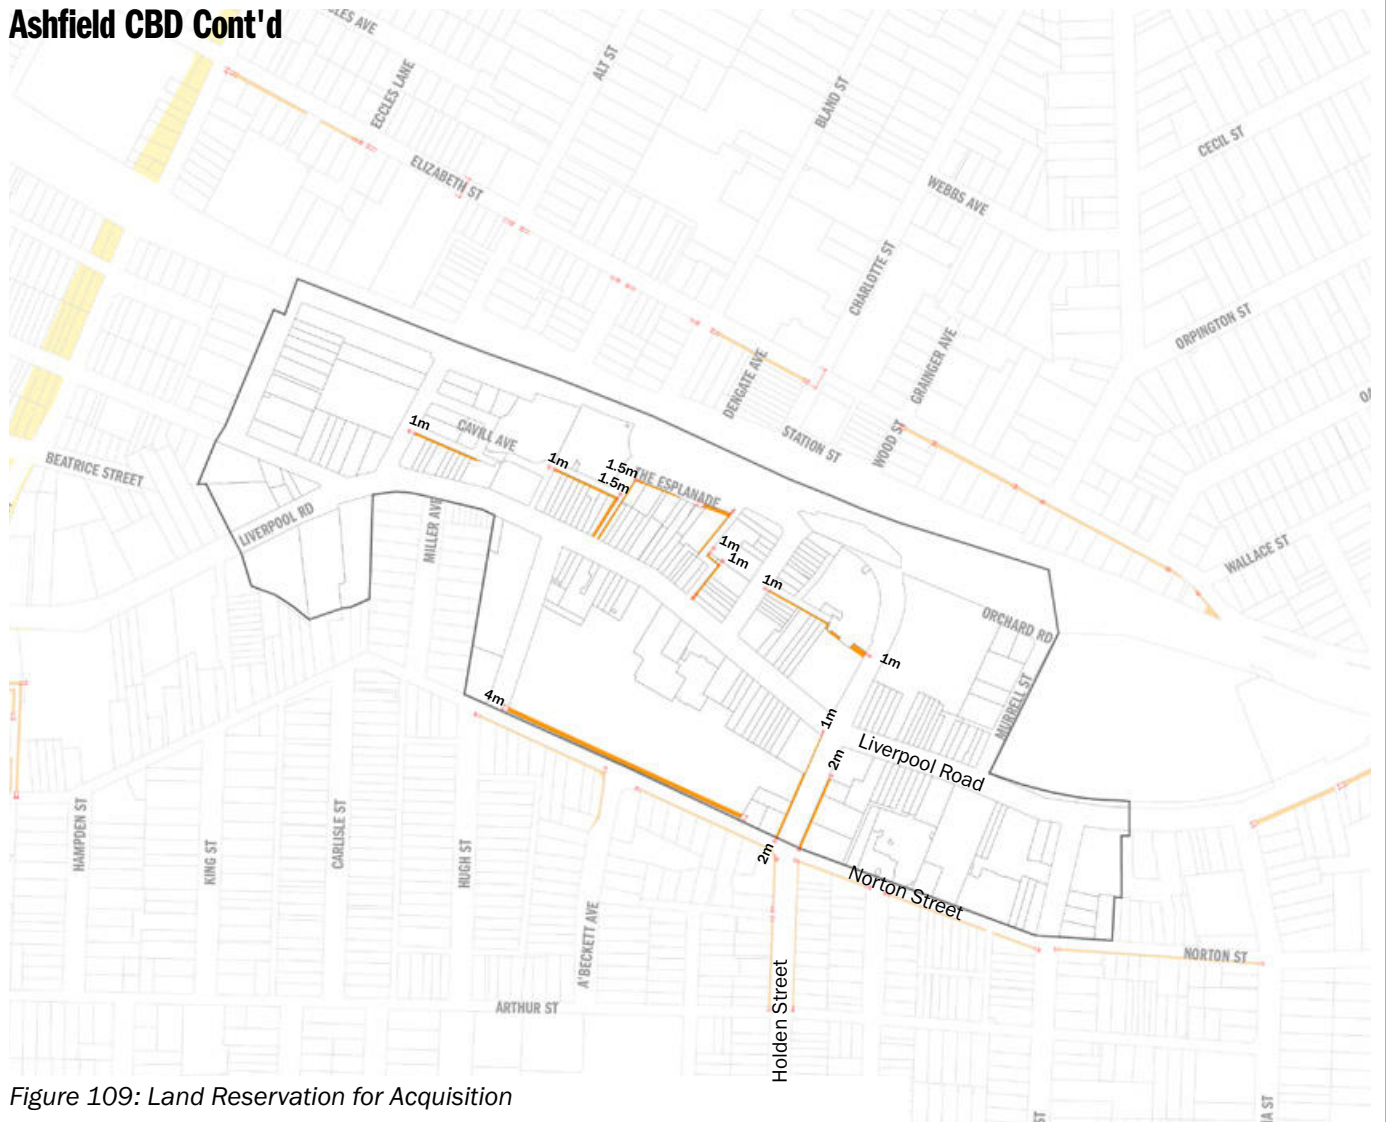 Ashfield CBD Cont'd
ECCLES LANE
ALT ST
BLAND ST
CECIL ST
ELIZABETH ST
WEBBS AVE
CHARLOTTE ST
ORPINGTON ST
GRAINGER AVE
DENGATE AVE
STATION ST
WOOD ST
1m
CAVILL AVE
BEATRICE STREET
1m
1.5m
1.5m
THE ESPLANADE
LIVERPOOL RD
MILLER AVE
1m
1m
1m
WALLACE ST
ORCHARD RD
1m
MURRELL ST
4m
1m
Liverpool Road
2m
HAMPDEN ST
KING ST
CARLISLE ST
HUGH ST
2m
Norton Street
A'BECKETT AVE
NORTON ST
ARTHUR ST
Holden Street
ST
Figure 109: Land Reservation for Acquisition